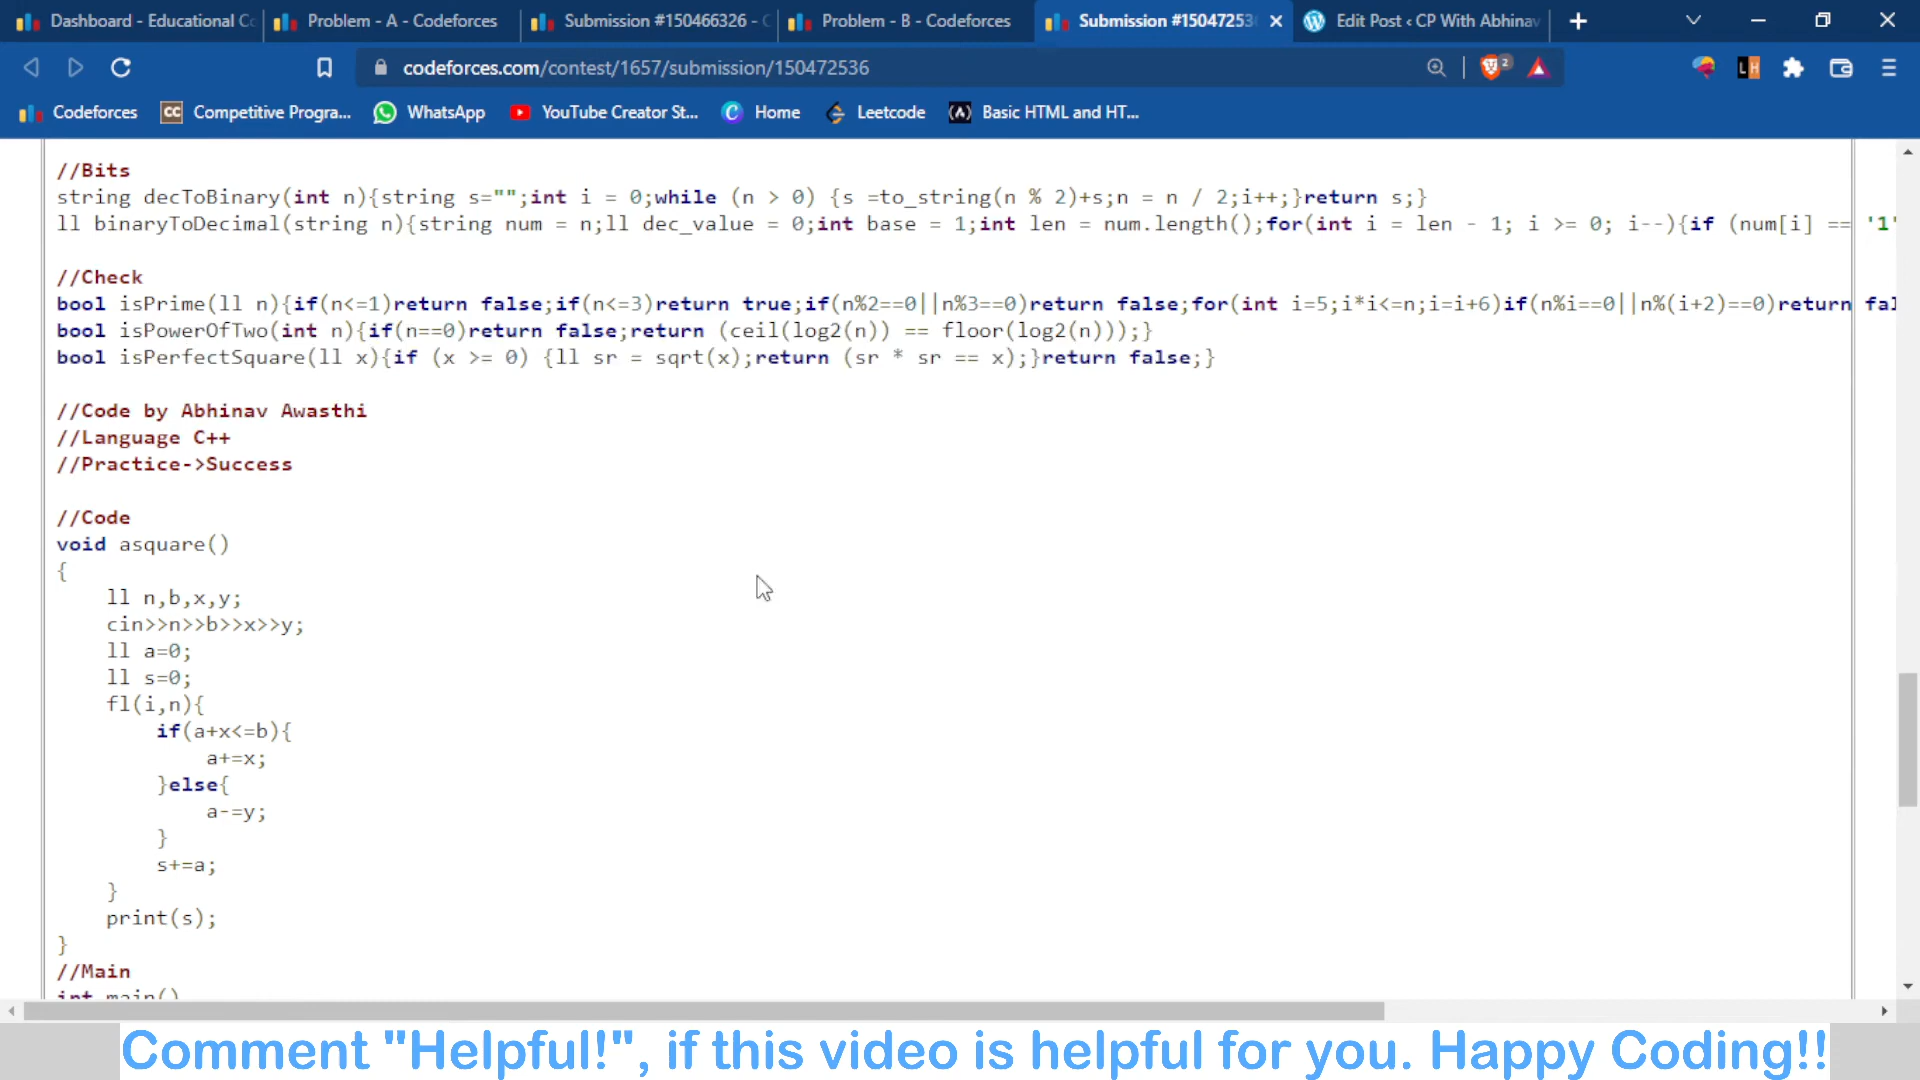 Dashboard - Educational Co
Problem - A - Codeforces
Submission #150466326 - C
Problem - B - Codeforces
Submission #15047253
Edit Post ‹ CP With Abhinav
codeforces.com/contest/1657/submission/150472536
2
LH
Codeforces
CC
Competitive Progra...
WhatsApp
YouTube Creator St...
Home
Leetcode
Basic HTML and HT...
//Bits
string decToBinary(int n){string s="";int i = 0;while (n > 0) {s =to_string(n % 2)+s;n = n / 2;i++;}return s;}
ll binaryToDecimal(string n){string num = n;ll dec_value = 0;int base = 1;int len = num.length();for(int i = len - 1; i >= 0; i--){if (num[i] == '1'
//Check
bool isPrime(ll n){if(n<=1)return false;if(n<=3)return true;if(n%2==0||n%3==0)return false;for(int i=5;i*i<=n;i=i+6)if(n%i==0||n%(i+2)==0)return fal
bool isPowerOfTwo(int n){if(n==0)return false;return (ceil(log2(n)) == floor(log2(n)));}
bool isPerfectSquare(ll x){if (x >= 0) {ll sr = sqrt(x);return (sr * sr == x);}return false;}
//Code by Abhinav Awasthi
//Language C++
//Practice->Success
//Code
void asquare()
{
ll n,b,x,y;
cin>>n>>b>>x>>y;
ll a=0;
ll s=0;
fl(i,n){
if(a+x<=b){
a+=x;
}else{
a-=y;
}
s+=a;
}
print(s);
}
//Main
int main()
Comment "Helpful!", if this video is helpful for you. Happy Coding!!